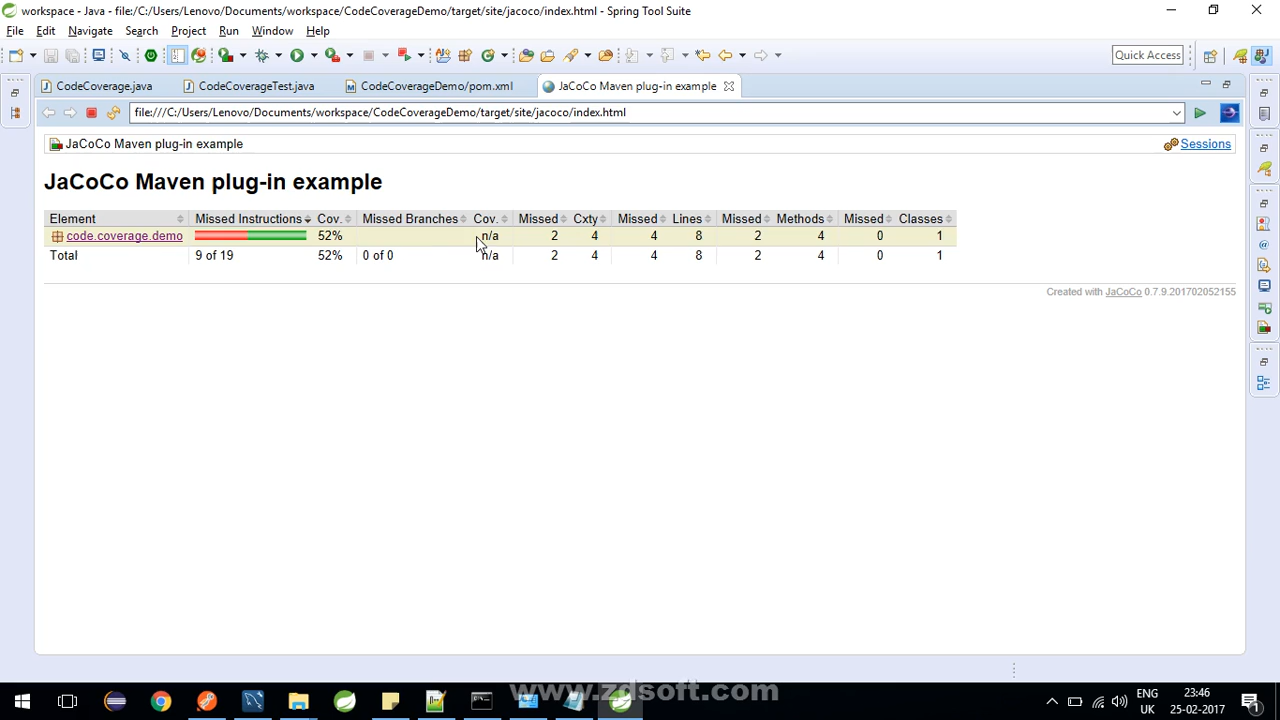 workspace - Java - file:/C:/Users/Lenovo/Documents/workspace/CodeCoverageDemo/target/site/jacoco/index.html - Spring Tool Suite
File Edit Navigate Search Project Run Window Help
Quick Access
CodeCoverage.java CodeCoverageTest.java CodeCoverageDemo/pom.xml JaCoCo Maven plug-in example
file:///C:/Users/Lenovo/Documents/workspace/CodeCoverageDemo/target/site/jacoco/index.html
JaCoCo Maven plug-in example Sessions
JaCoCo Maven plug-in example
Element Missed Instructions Cov. Missed Branches Cov. Missed Cxty Missed Lines Missed Methods Missed Classes
code.coverage.demo 52% n/a 2 4 4 8 2 4 0 1
Total 9 of 19 52% 0 of 0 n/a 2 4 4 8 2 4 0 1
Created with JaCoCo 0.7.9.201702052155
www.zdsoft.com
ENG 23:46
UK 25-02-2017
1